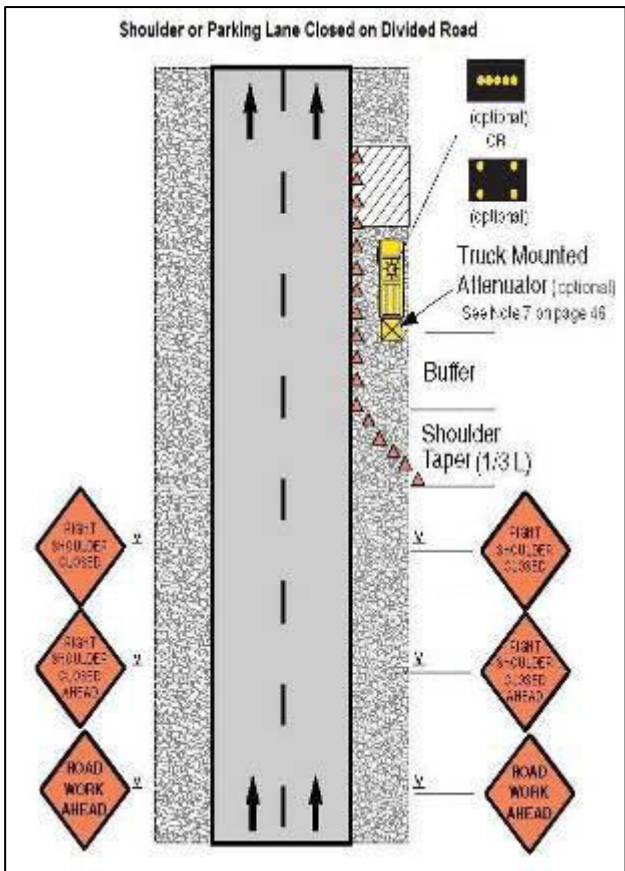 Shoulder or Parking Lane Closed on Divided Road
(optional)
OR
(optional)
Truck Mounted
Attenuator (optional)
See Note 7 on page 46
Buffer
Shoulder
Taper (1/3 L)
RIGHT
SHOULDER
CLOSED
RIGHT
SHOULDER
CLOSED
RIGHT
SHOULDER
CLOSED
AHEAD
RIGHT
SHOULDER
CLOSED
AHEAD
ROAD
WORK
AHEAD
ROAD
WORK
AHEAD